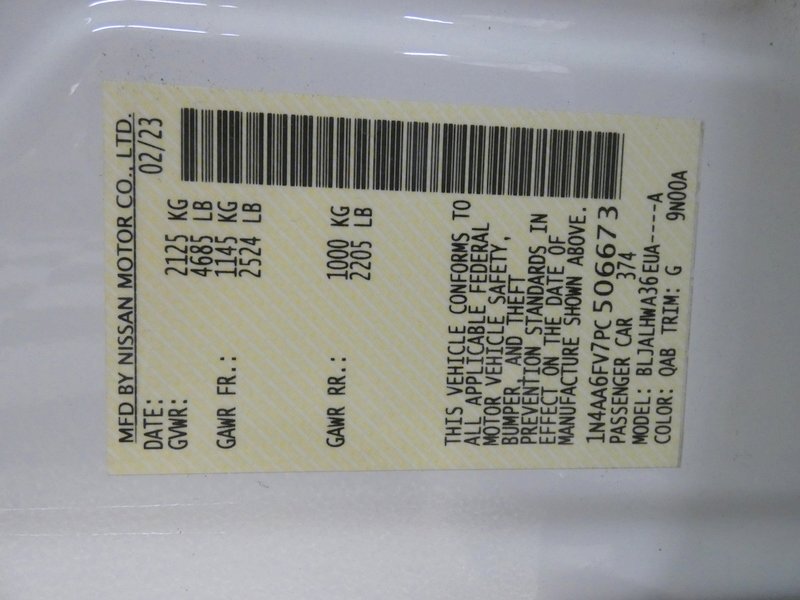 MFD BY NISSAN MOTOR CO., LTD.
DATE: 02/23
GVWR: 2125 KG
4685 LB
GAWR FR.: 1145 KG
2524 LB
GAWR RR.: 1000 KG
2205 LB
THIS VEHICLE CONFORMS TO
ALL APPLICABLE FEDERAL
MOTOR VEHICLE SAFETY,
BUMPER, AND THEFT
PREVENTION STANDARDS IN
EFFECT ON THE DATE OF
MANUFACTURE SHOWN ABOVE.
1N4AA6FV7PC506673
PASSENGER CAR 374
MODEL: BLJALHWA36EUA----A
COLOR: QAB TRIM: G 9N00A